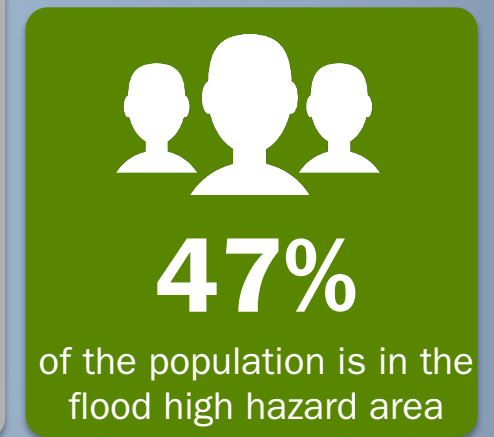 47%
of the population is in the
flood high hazard area